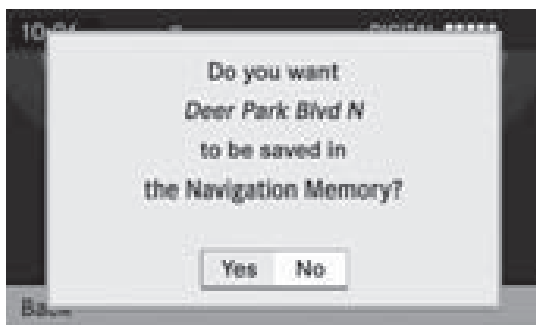 Do you want
Deer Park Blvd N
to be saved in
the Navigation Memory?
Yes No